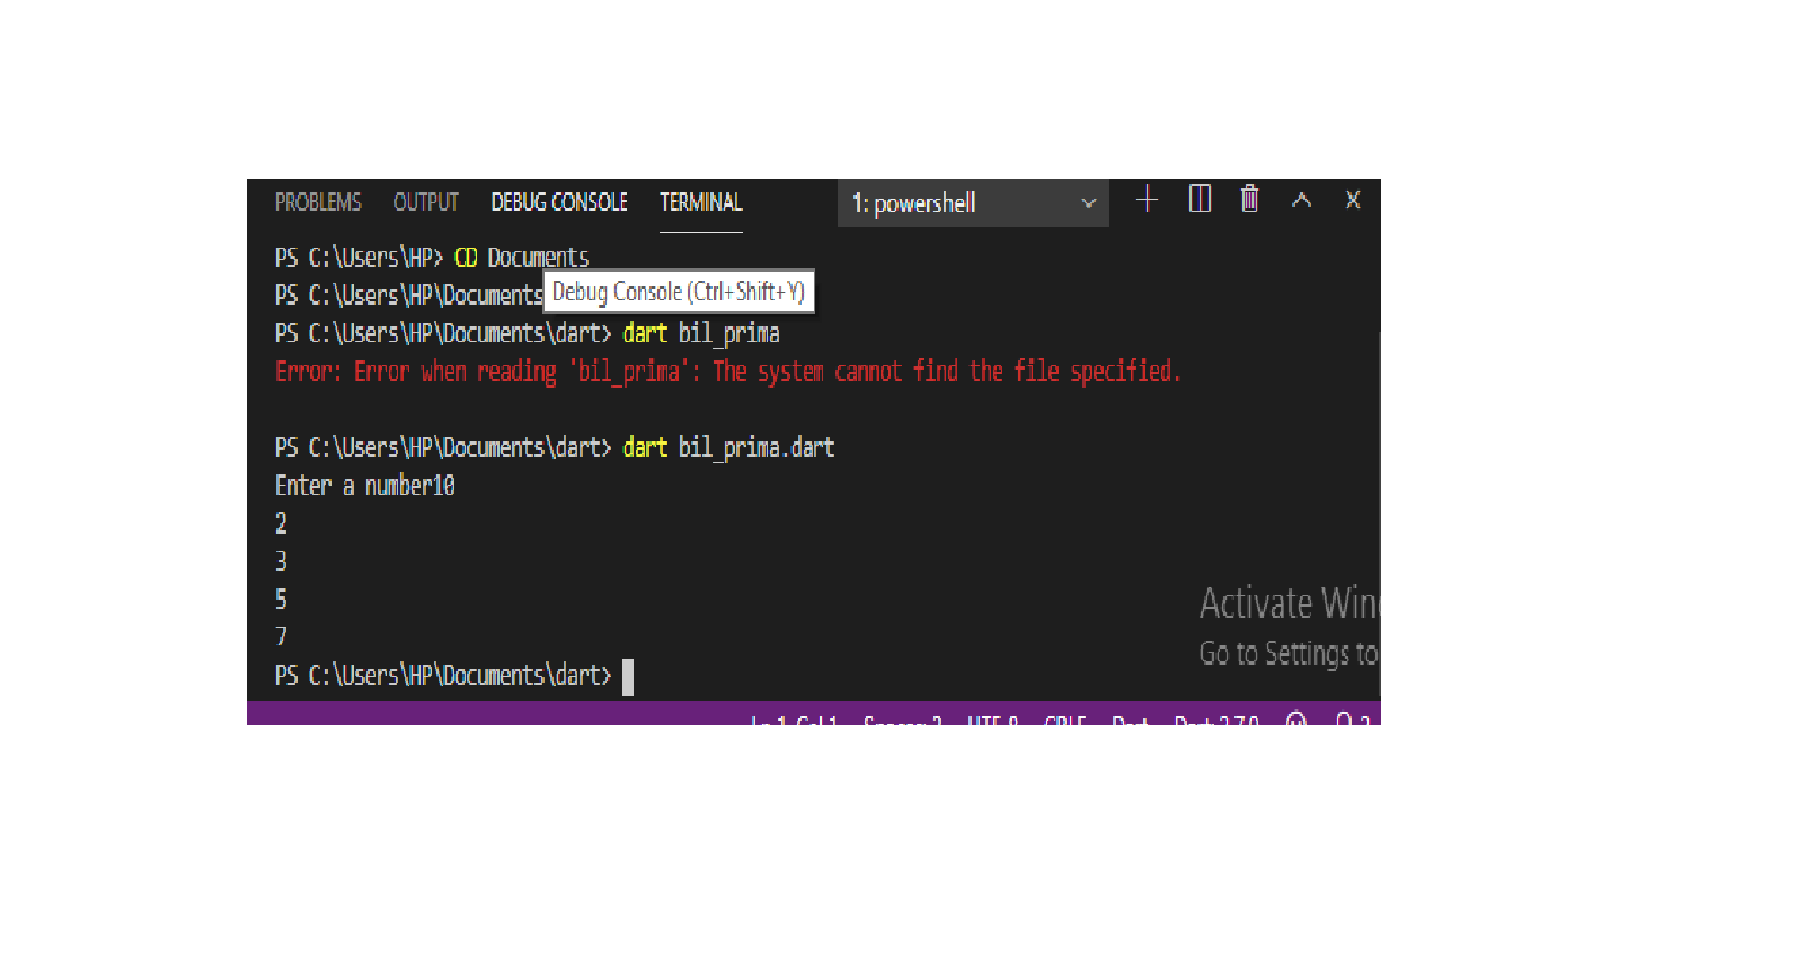 PROBLEMS OUTPUT DEBUG CONSOLE TERMINAL 1: powershell
PS C:\Users\HP> CD Documents
PS C:\Users\HP\Documents
Debug Console (Ctrl+Shift+Y)
PS C:\Users\HP\Documents\dart> dart bil_prima
Error: Error when reading 'bil_prima': The system cannot find the file specified.
PS C:\Users\HP\Documents\dart> dart bil_prima.dart
Enter a number10
2
3
5
7
Activate Wind
Go to Settings to
PS C:\Users\HP\Documents\dart>